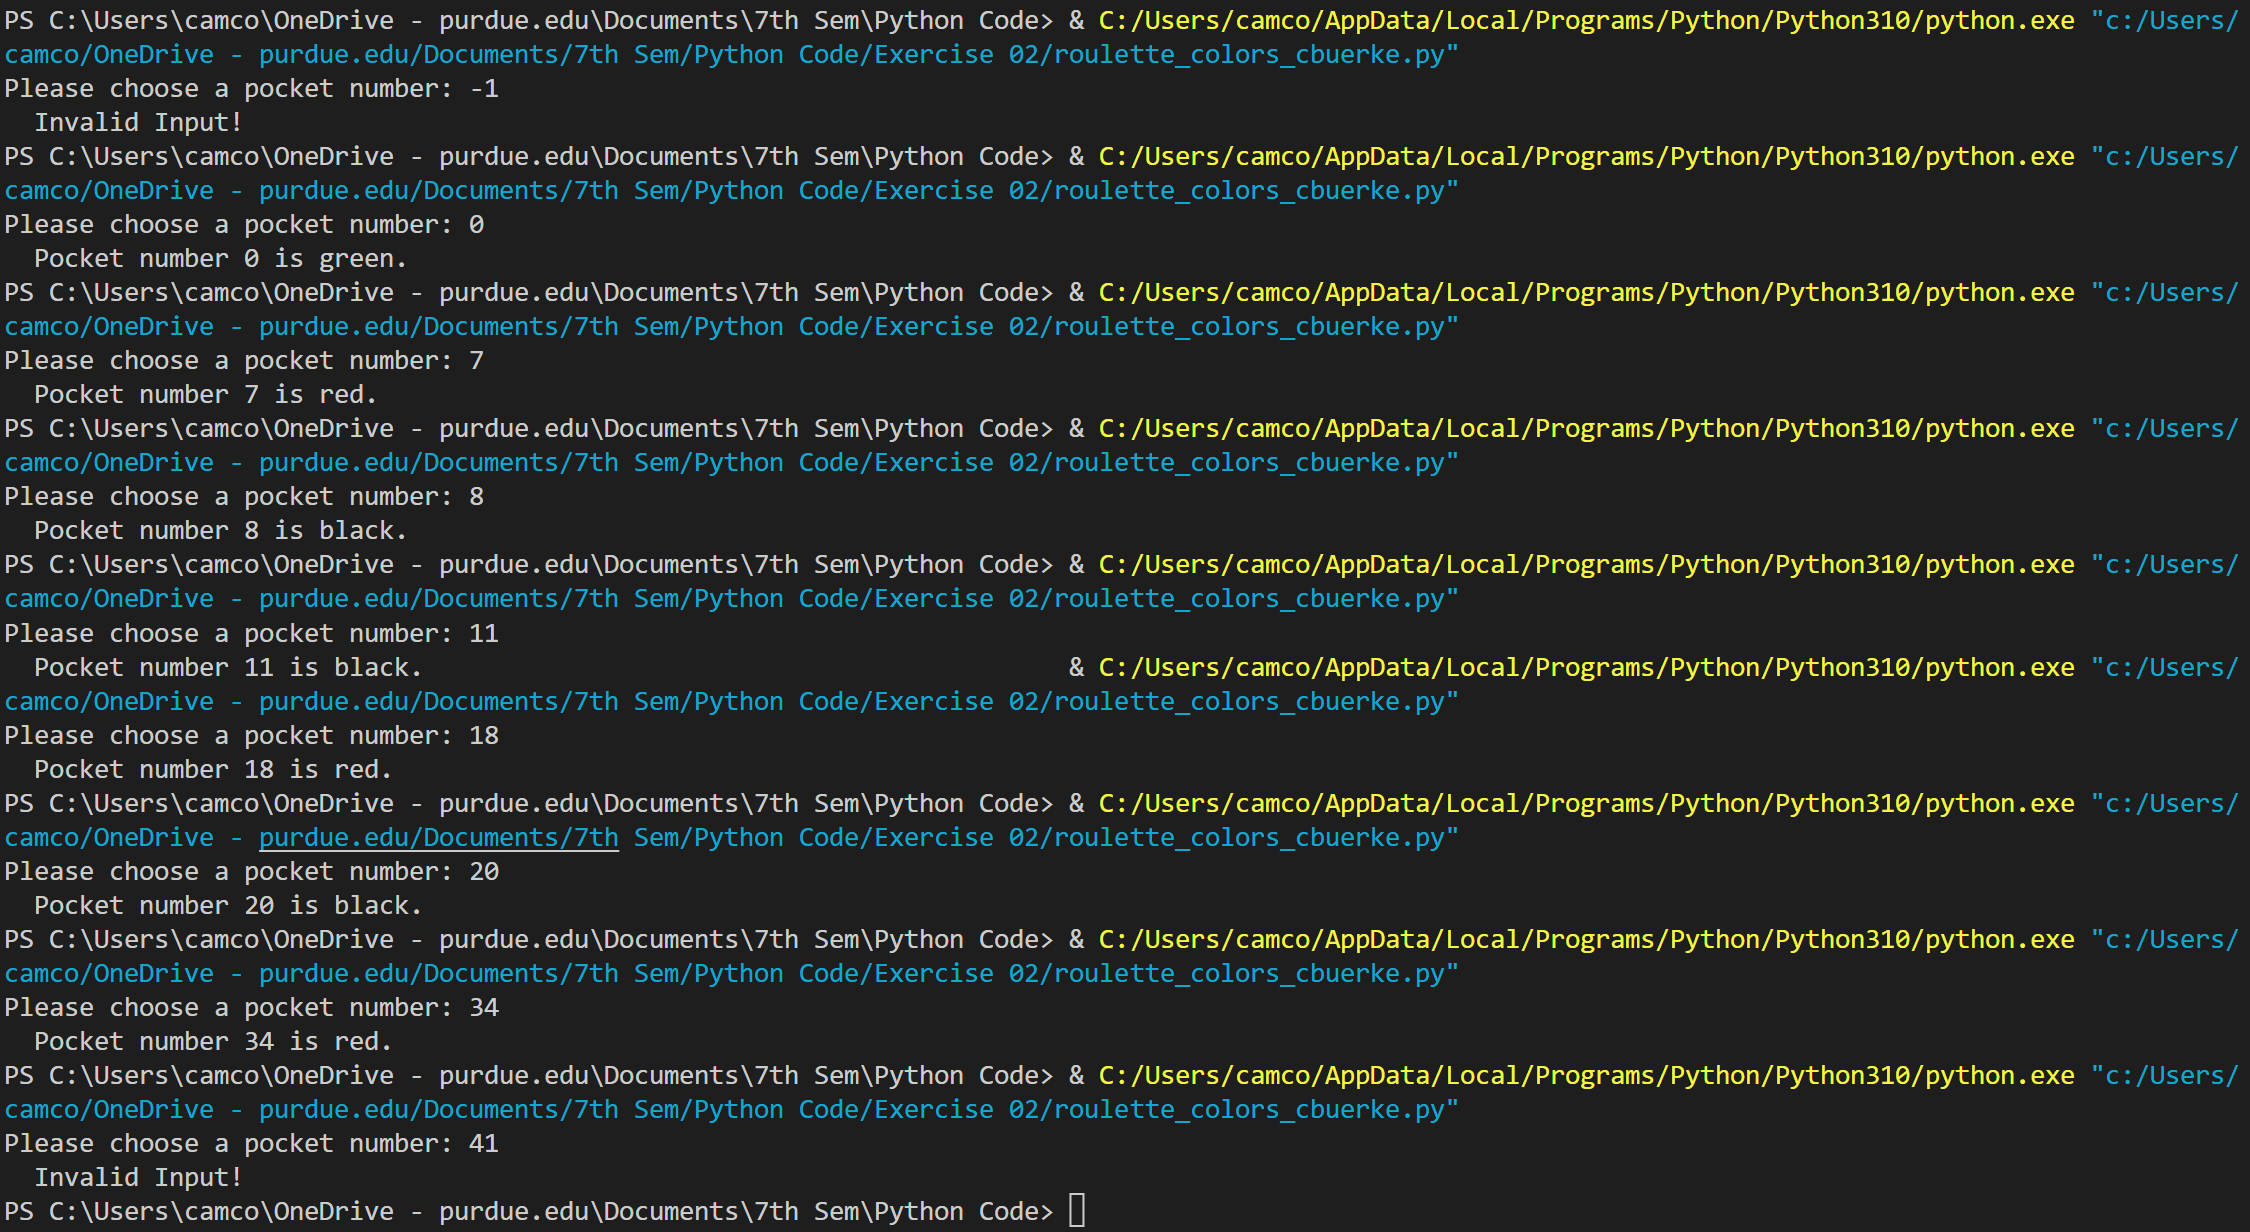 PS C:\Users\camco\OneDrive - purdue.edu\Documents\7th Sem\Python Code> & C:/Users/camco/AppData/Local/Programs/Python/Python310/python.exe "c:/Users/
camco/OneDrive - purdue.edu/Documents/7th Sem/Python Code/Exercise 02/roulette_colors_cbuerke.py"
Please choose a pocket number: -1
  Invalid Input!
PS C:\Users\camco\OneDrive - purdue.edu\Documents\7th Sem\Python Code> & C:/Users/camco/AppData/Local/Programs/Python/Python310/python.exe "c:/Users/
camco/OneDrive - purdue.edu/Documents/7th Sem/Python Code/Exercise 02/roulette_colors_cbuerke.py"
Please choose a pocket number: 0
  Pocket number 0 is green.
PS C:\Users\camco\OneDrive - purdue.edu\Documents\7th Sem\Python Code> & C:/Users/camco/AppData/Local/Programs/Python/Python310/python.exe "c:/Users/
camco/OneDrive - purdue.edu/Documents/7th Sem/Python Code/Exercise 02/roulette_colors_cbuerke.py"
Please choose a pocket number: 7
  Pocket number 7 is red.
PS C:\Users\camco\OneDrive - purdue.edu\Documents\7th Sem\Python Code> & C:/Users/camco/AppData/Local/Programs/Python/Python310/python.exe "c:/Users/
camco/OneDrive - purdue.edu/Documents/7th Sem/Python Code/Exercise 02/roulette_colors_cbuerke.py"
Please choose a pocket number: 8
  Pocket number 8 is black.
PS C:\Users\camco\OneDrive - purdue.edu\Documents\7th Sem\Python Code> & C:/Users/camco/AppData/Local/Programs/Python/Python310/python.exe "c:/Users/
camco/OneDrive - purdue.edu/Documents/7th Sem/Python Code/Exercise 02/roulette_colors_cbuerke.py"
Please choose a pocket number: 11
  Pocket number 11 is black.                                           & C:/Users/camco/AppData/Local/Programs/Python/Python310/python.exe "c:/Users/
camco/OneDrive - purdue.edu/Documents/7th Sem/Python Code/Exercise 02/roulette_colors_cbuerke.py"
Please choose a pocket number: 18
  Pocket number 18 is red.
PS C:\Users\camco\OneDrive - purdue.edu\Documents\7th Sem\Python Code> & C:/Users/camco/AppData/Local/Programs/Python/Python310/python.exe "c:/Users/
camco/OneDrive - purdue.edu/Documents/7th Sem/Python Code/Exercise 02/roulette_colors_cbuerke.py"
Please choose a pocket number: 20
  Pocket number 20 is black.
PS C:\Users\camco\OneDrive - purdue.edu\Documents\7th Sem\Python Code> & C:/Users/camco/AppData/Local/Programs/Python/Python310/python.exe "c:/Users/
camco/OneDrive - purdue.edu/Documents/7th Sem/Python Code/Exercise 02/roulette_colors_cbuerke.py"
Please choose a pocket number: 34
  Pocket number 34 is red.
PS C:\Users\camco\OneDrive - purdue.edu\Documents\7th Sem\Python Code> & C:/Users/camco/AppData/Local/Programs/Python/Python310/python.exe "c:/Users/
camco/OneDrive - purdue.edu/Documents/7th Sem/Python Code/Exercise 02/roulette_colors_cbuerke.py"
Please choose a pocket number: 41
  Invalid Input!
PS C:\Users\camco\OneDrive - purdue.edu\Documents\7th Sem\Python Code>